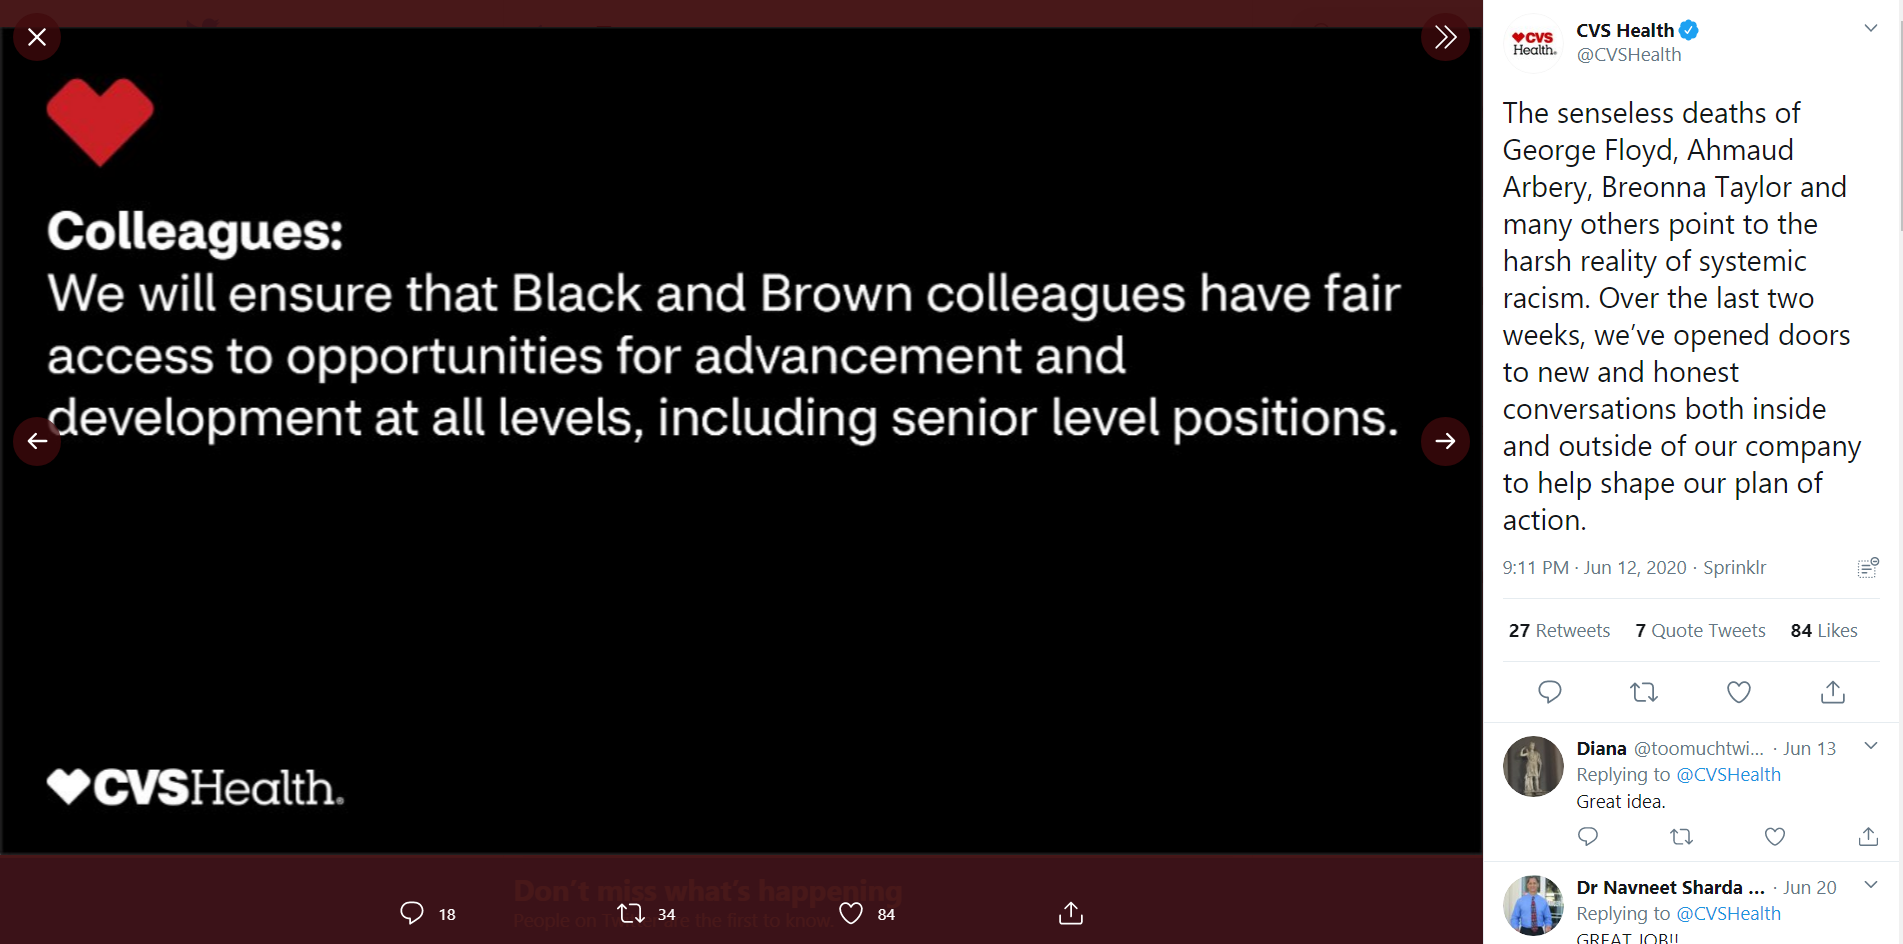 Colleagues:
We will ensure that Black and Brown colleagues have fair
access to opportunities for advancement and
development at all levels, including senior level positions.
CVSHealth.
Don't miss what's happening
People on Twitter are the first to know.
18
34
84
CVS
Health.
CVS Health
@CVSHealth
The senseless deaths of
George Floyd, Ahmaud
Arbery, Breonna Taylor and
many others point to the
harsh reality of systemic
racism. Over the last two
weeks, we’ve opened doors
to new and honest
conversations both inside
and outside of our company
to help shape our plan of
action.
9:11 PM · Jun 12, 2020 · Sprinklr
27 Retweets 7 Quote Tweets 84 Likes
Diana @toomuchtwi... · Jun 13
Replying to @CVSHealth
Great idea.
Dr Navneet Sharda ... · Jun 20
Replying to @CVSHealth
GREAT JOB!!